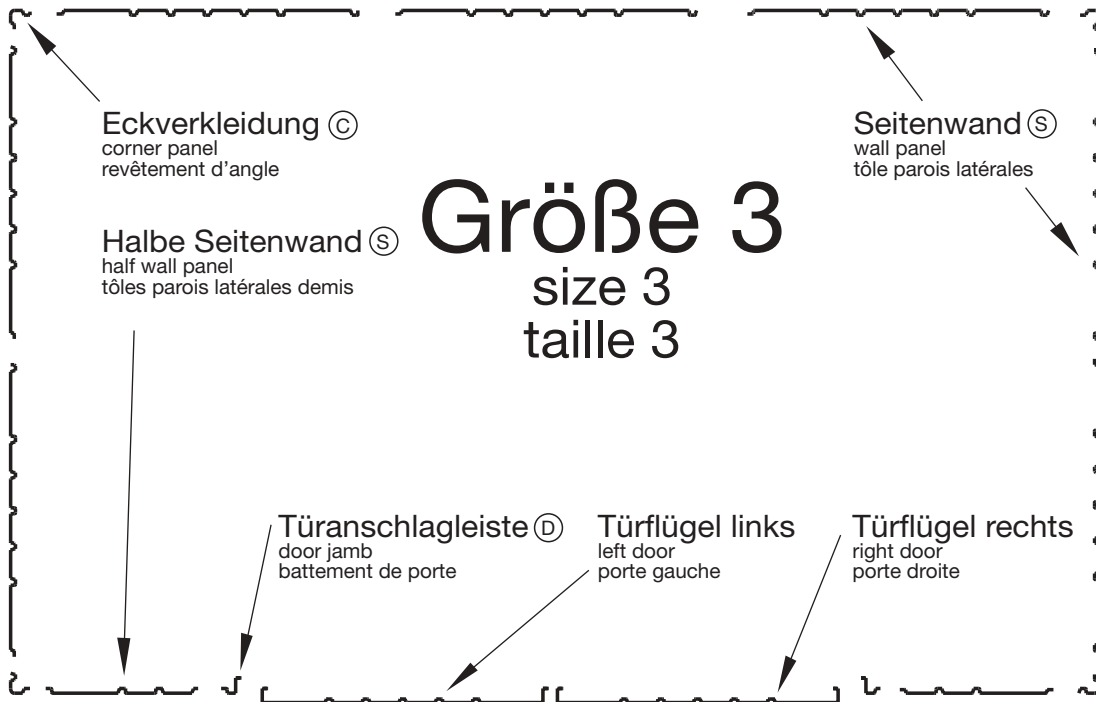 Eckverkleidung Ⓒ
corner panel
revêtement d’angle
Seitenwand Ⓢ
wall panel
tôle parois latérales
Halbe Seitenwand Ⓢ
half wall panel
tôles parois latérales demis
Größe 3
size 3
taille 3
Türanschlagleiste Ⓓ
door jamb
battement de porte
Türflügel links
left door
porte gauche
Türflügel rechts
right door
porte droite